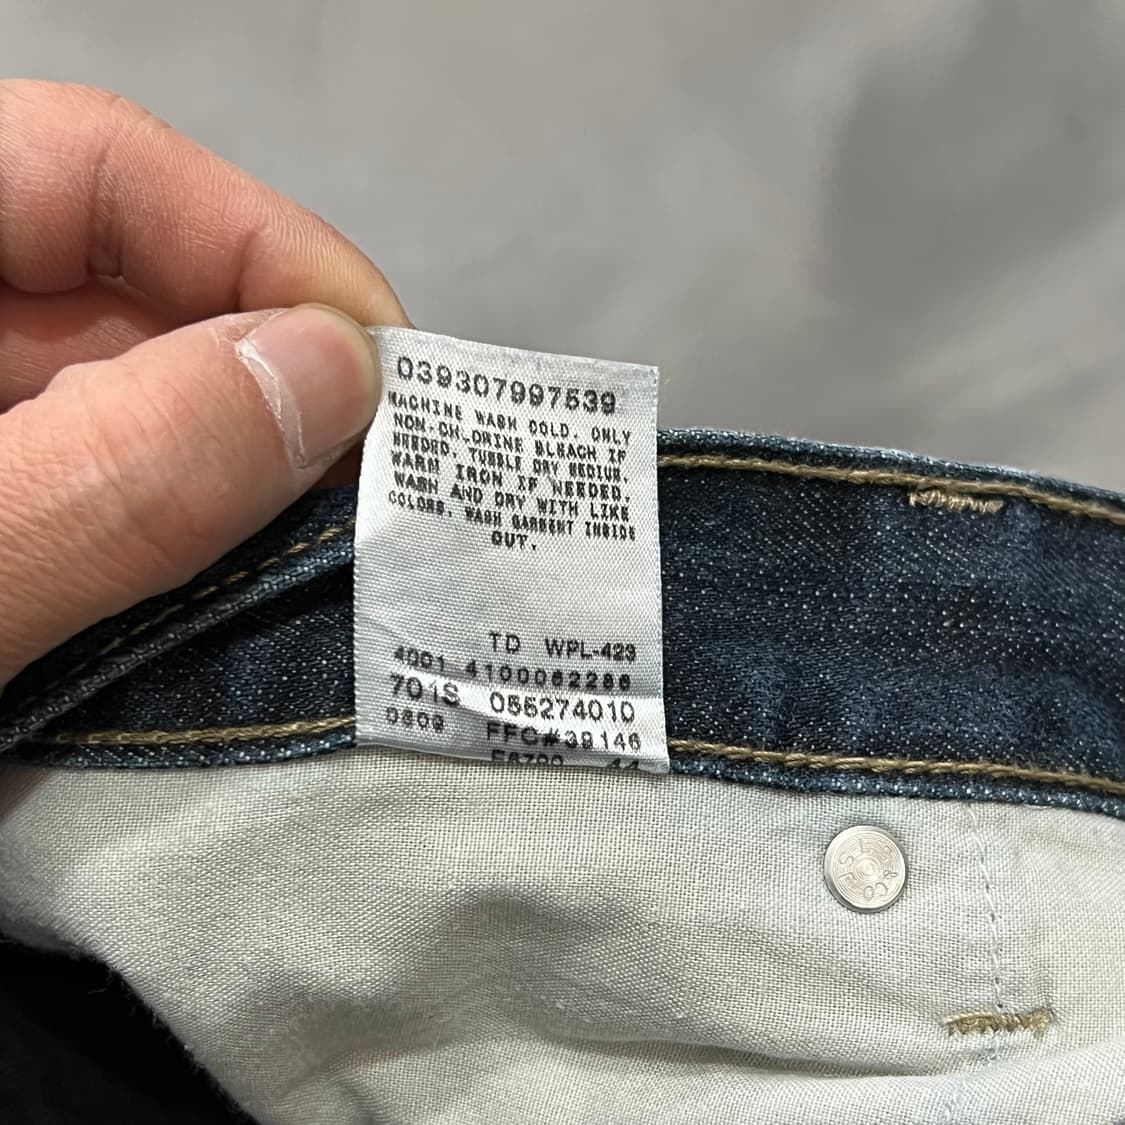 039307997539
MACHINE WASH COLD. ONLY
NON-CHLORINE BLEACH IF
NEEDED. TUMBLE DRY MEDIUM.
WARM IRON IF NEEDED.
WASH AND DRY WITH LIKE
COLORS. WASH GARMENT INSIDE
OUT.
TD WPL-423
4001 4100062286
701S 055274010
0809 FFC#39146